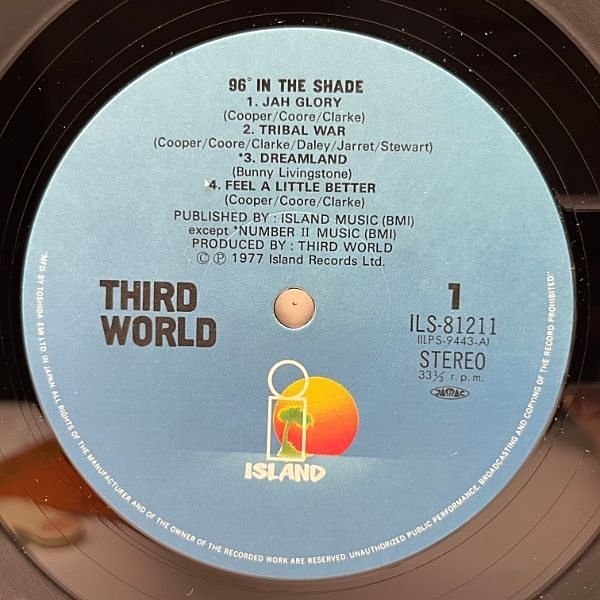 96° IN THE SHADE
1. JAH GLORY
(Cooper/Coore/Clarke)
2. TRIBAL WAR
(Cooper/Coore/Clarke/Daley/Jarret/Stewart)
*3. DREAMLAND
(Bunny Livingstone)
*4. FEEL A LITTLE BETTER
(Cooper/Coore/Clarke)
PUBLISHED BY : ISLAND MUSIC (BMI)
except *NUMBER II MUSIC (BMI)
PRODUCED BY : THIRD WORLD
© ℗ 1977 Island Records Ltd.
THIRD
WORLD
1
ILS-81211
(ILPS-9443-A)
STEREO
33⅓ r.p.m.
JASRAC
i
ISLAND
"MFG BY TOSHIBA EMI LTD IN JAPAN ALL RIGHTS OF THE MANUFACTURER AND OF THE OWNER OF THE RECORDED WORK ARE RESERVED. UNAUTHORIZED PUBLIC PERFORMANCE, BROADCASTING AND COPYING OF THE RECORD PROHIBITED"